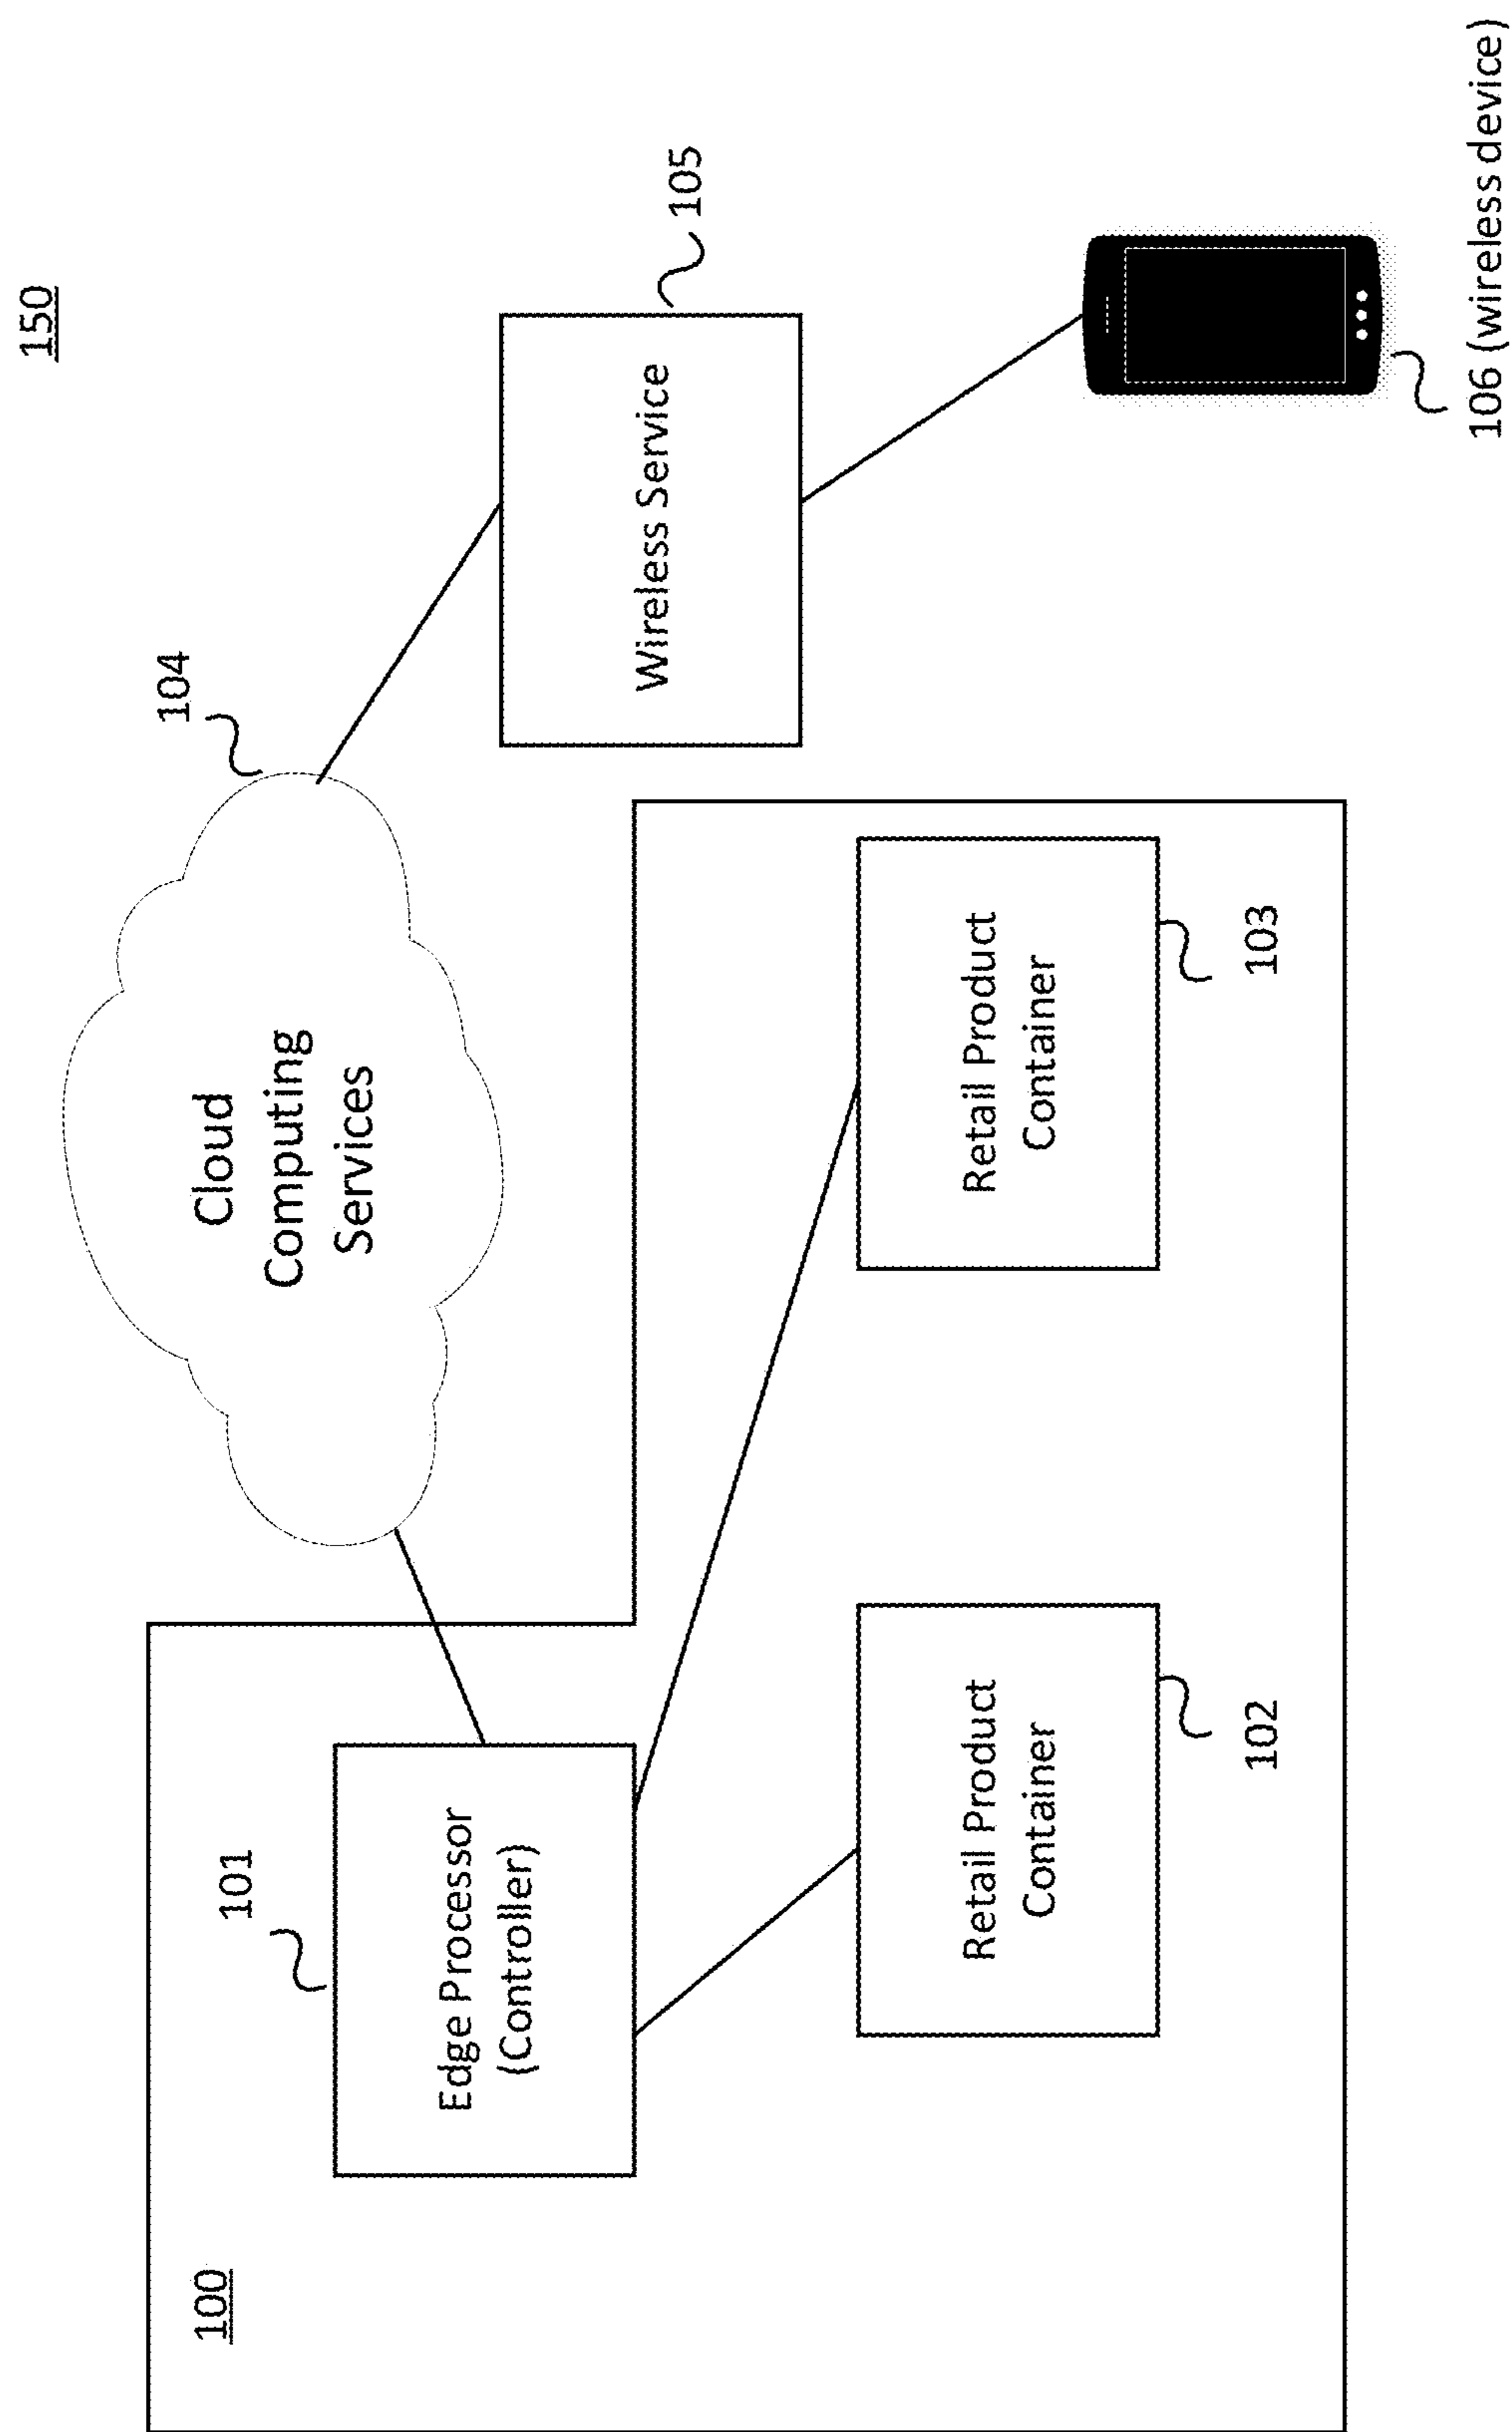 150
104
Cloud
Computing
Services
105
Wireless Service
100
101
Edge Processor
(Controller)
Retail Product
Container
102
Retail Product
Container
103
106 (wireless device)